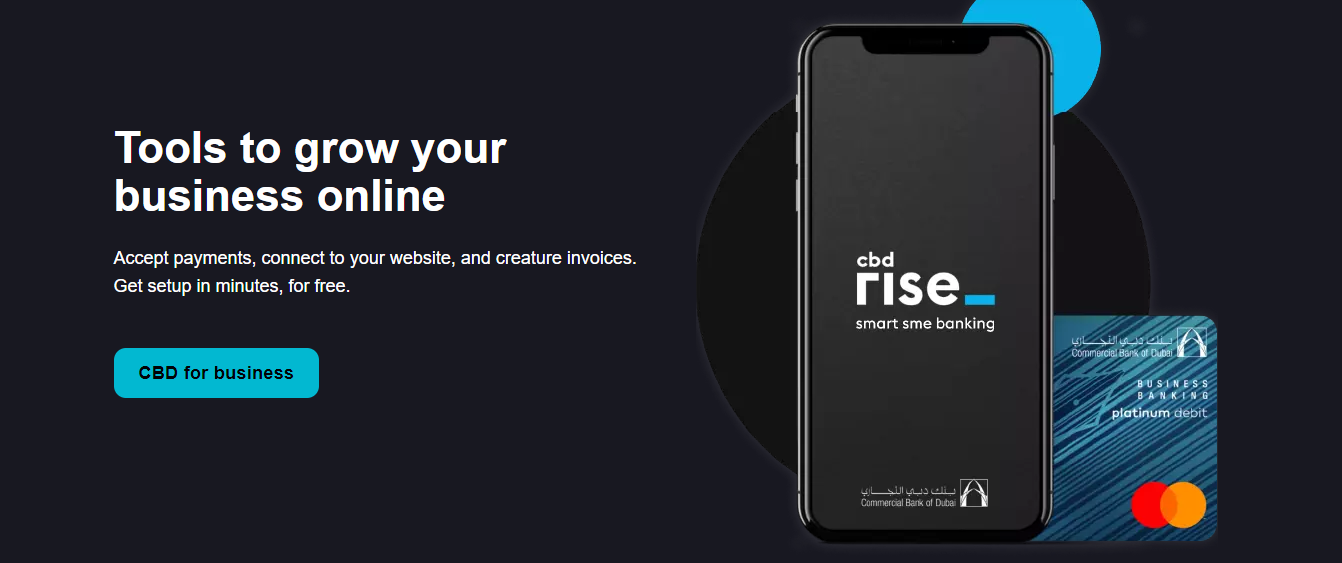 Tools to grow your
business online
Accept payments, connect to your website, and creature invoices.
Get setup in minutes, for free.
CBD for business
cbd
rise
smart sme banking
بنك دبي التجاري
Commercial Bank of Dubai
بنك دبي التجاري
Commercial Bank of Dubai
BUSINESS
BANKING
platinum debit